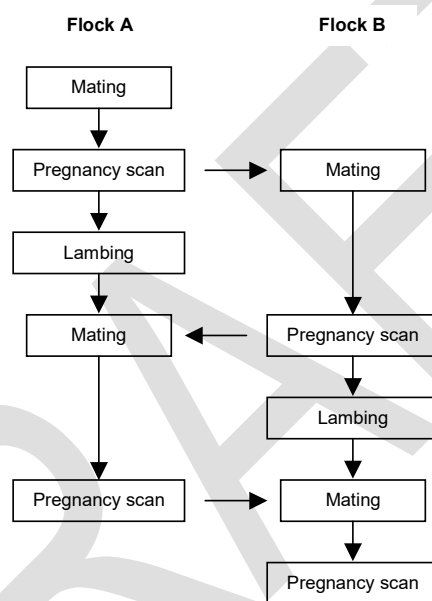 Flock A
Flock B
Mating
Pregnancy scan
Mating
Lambing
Mating
Pregnancy scan
Lambing
Pregnancy scan
Mating
Pregnancy scan